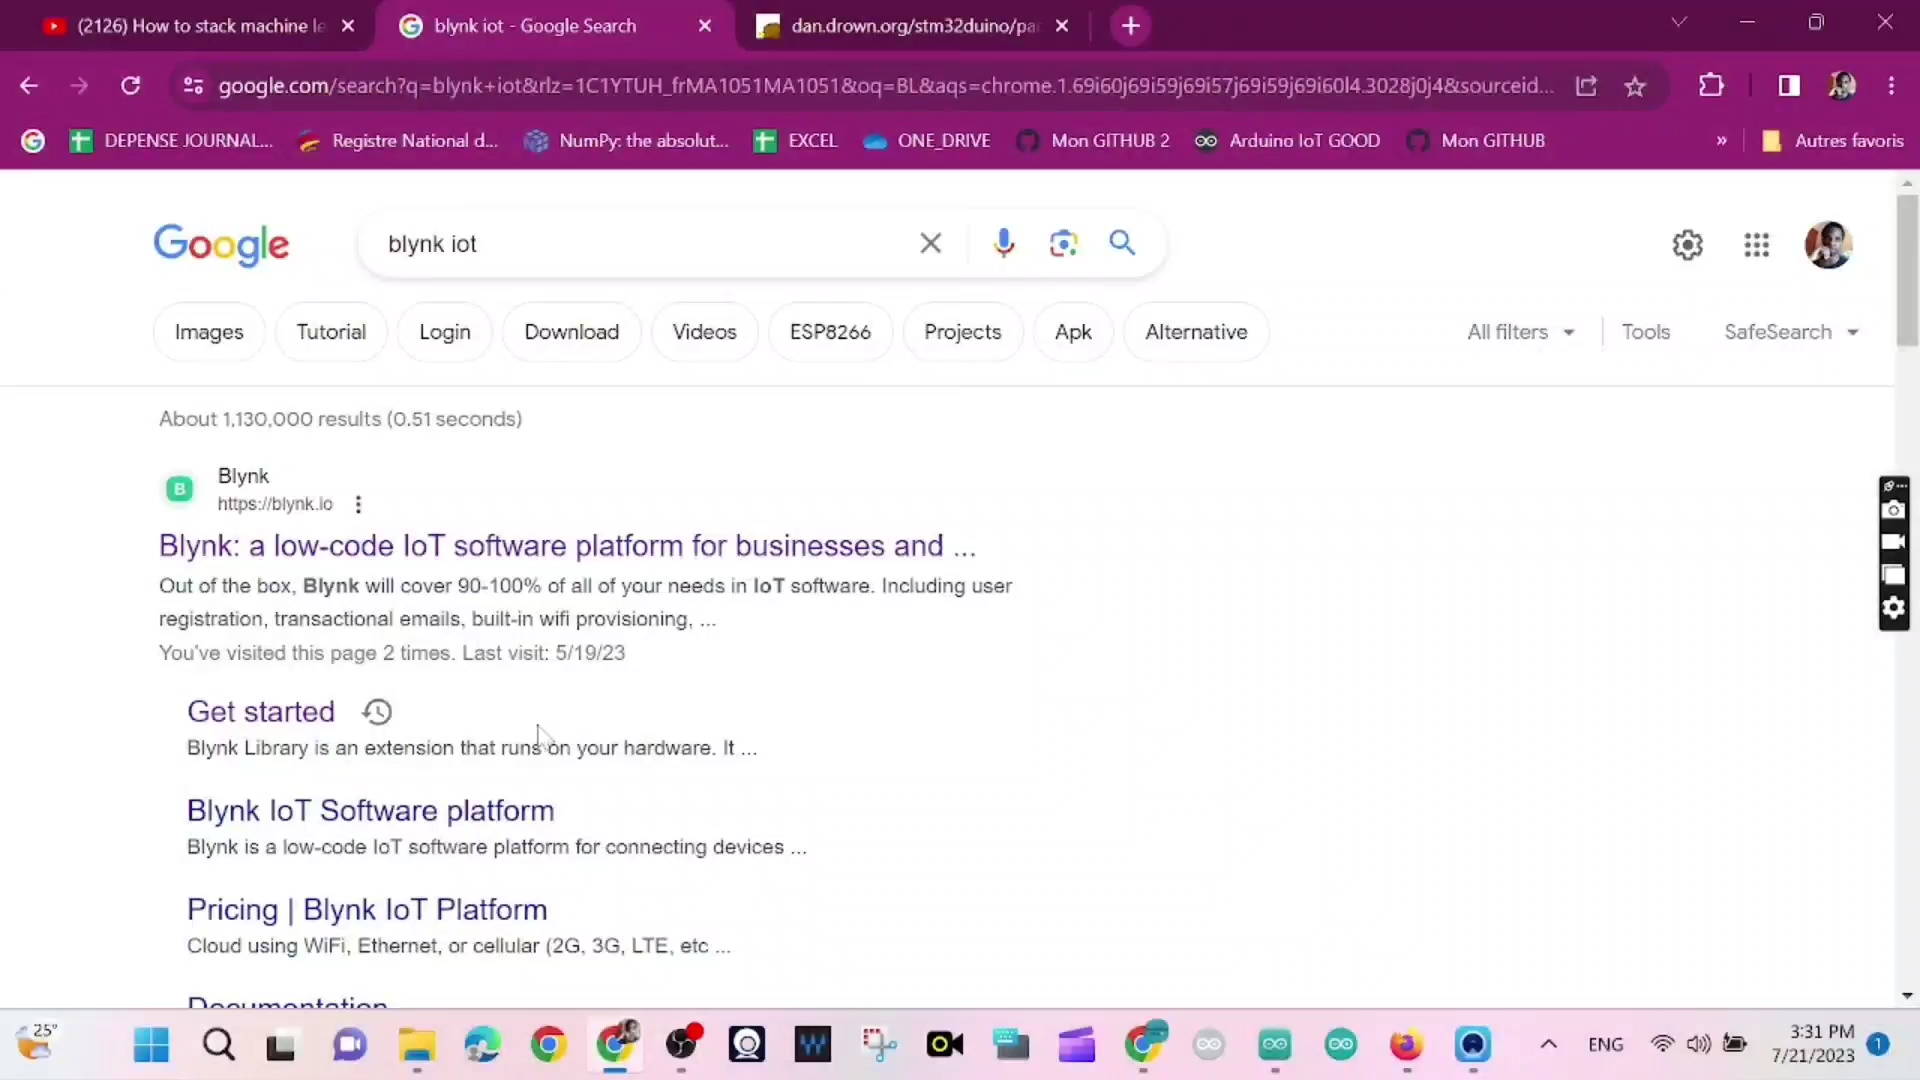 (2126) How to stack machine le
blynk iot - Google Search
dan.drown.org/stm32duino/pa
google.com/search?q=blynk+iot&rlz=1C1YTUH_frMA1051MA1051&oq=BL&aqs=chrome.1.69i60j69i59j69i57j69i59j69i60l4.3028j0j4&sourceid...
DEPENSE JOURNAL...
Registre National d...
NumPy: the absolut...
EXCEL
ONE_DRIVE
Mon GITHUB 2
Arduino IoT GOOD
Mon GITHUB
»
Autres favoris
Google
blynk iot
Images
Tutorial
Login
Download
Videos
ESP8266
Projects
Apk
Alternative
All filters
Tools
SafeSearch
About 1,130,000 results (0.51 seconds)
B
Blynk
https://blynk.io
Blynk: a low-code IoT software platform for businesses and ...
Out of the box, Blynk will cover 90-100% of all of your needs in IoT software. Including user
registration, transactional emails, built-in wifi provisioning, ...
You've visited this page 2 times. Last visit: 5/19/23
Get started
Blynk Library is an extension that runs on your hardware. It ...
Blynk IoT Software platform
Blynk is a low-code IoT software platform for connecting devices ...
Pricing | Blynk IoT Platform
Cloud using WiFi, Ethernet, or cellular (2G, 3G, LTE, etc ...
Documentation
25°
ENG
3:31 PM
7/21/2023
1